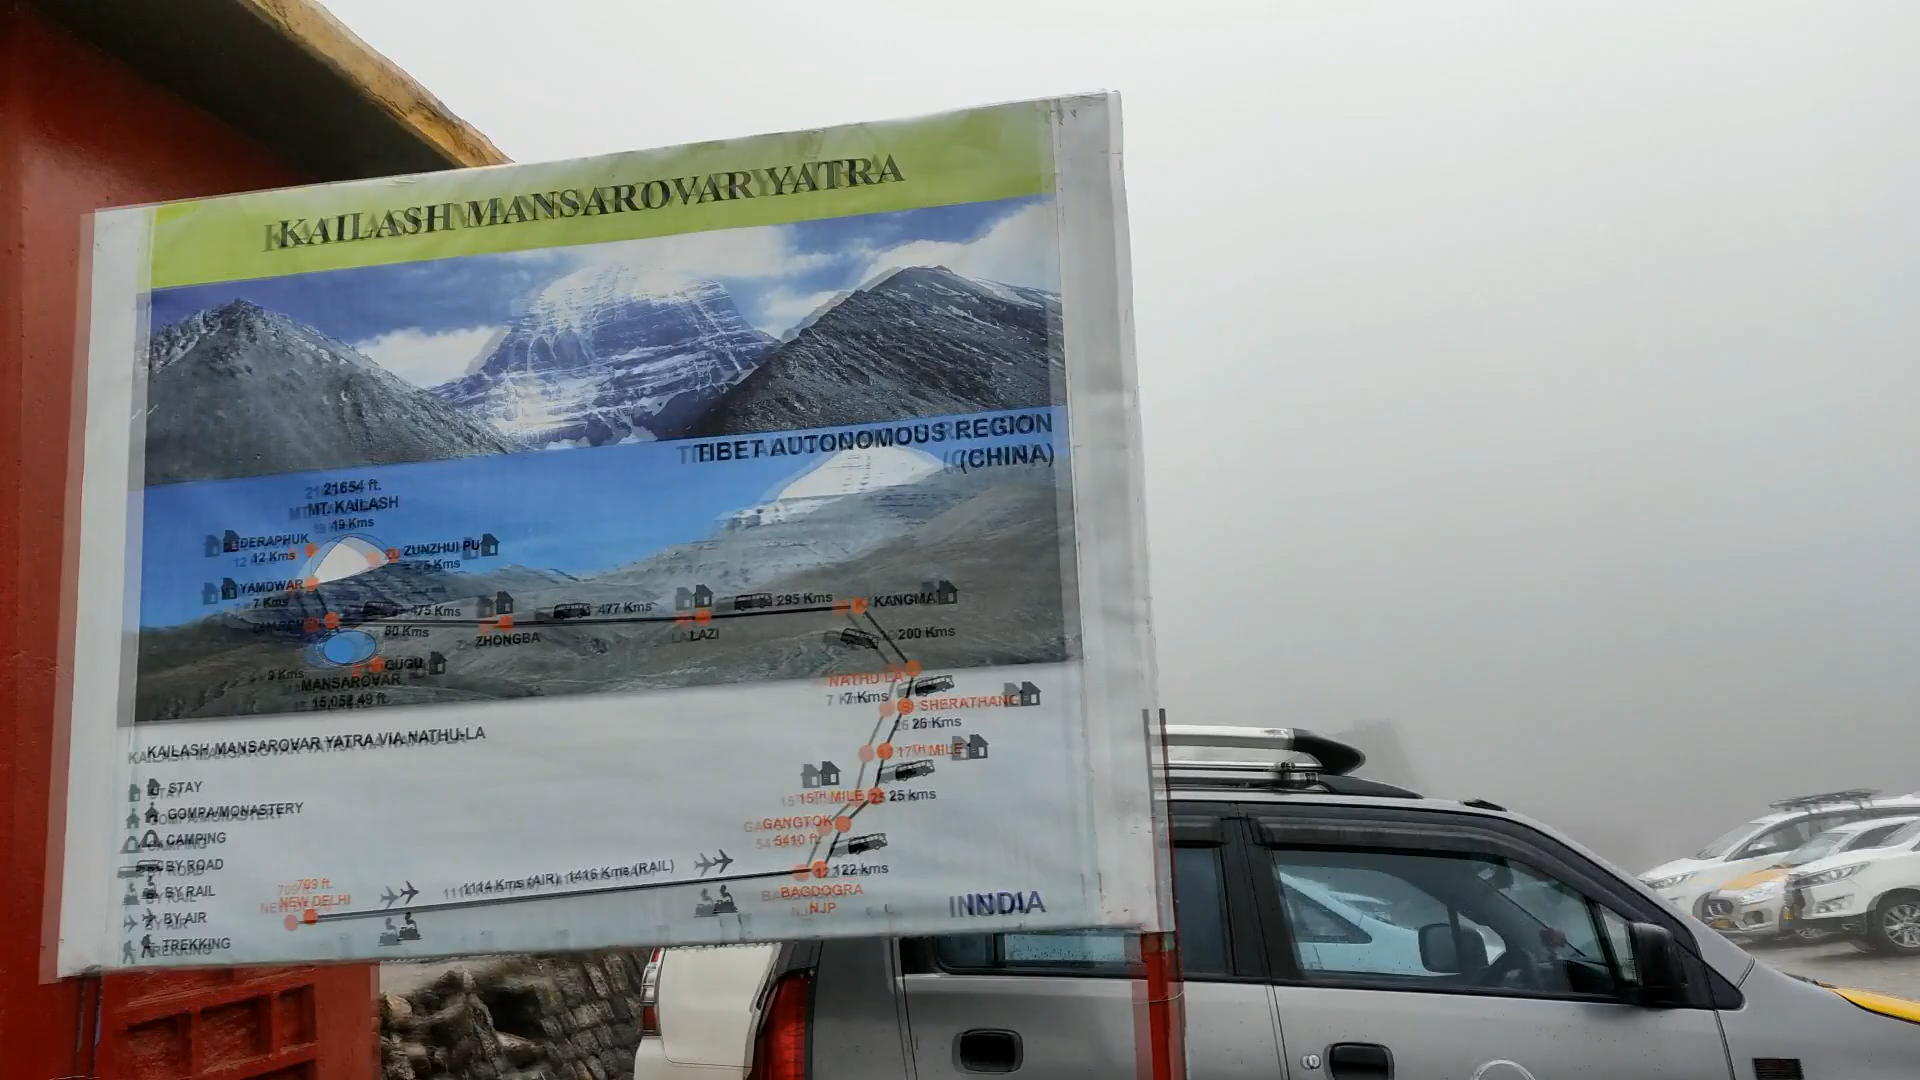 KAILASH MANSAROVAR YATRA
TIBET AUTONOMOUS REGION
(CHINA)
21654 ft.
MT. KAILASH
19 Kms
DERAPHUK
12 Kms
ZUNZHUI PU
YAMDWAR
7 Kms
475 Kms
477 Kms
295 Kms
KANGMA
80 Kms
ZHONGBA
LAZI
200 Kms
GUGU
9 Kms
MANSAROVAR
15,052.49 ft.
NATHU LA
7 Kms
SHERATHANG
26 Kms
KAILASH MANSAROVAR YATRA VIA NATHU-LA
17TH MILE
STAY
15TH MILE
25 kms
GOMPA/MONASTERY
GANGTOK
5410 ft.
CAMPING
BY ROAD
1114 Kms (AIR) 1416 Kms (RAIL)
122 kms
BY RAIL
709 ft.
NEW DELHI
BAGDOGRA
NJP
INDIA
BY AIR
TREKKING